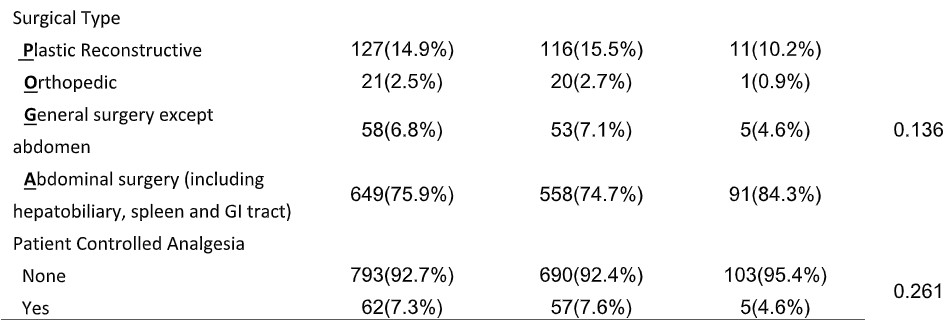 Surgical Type
Plastic Reconstructive 127(14.9%) 116(15.5%) 11(10.2%)
Orthopedic 21(2.5%) 20(2.7%) 1(0.9%)
General surgery except
abdomen 58(6.8%) 53(7.1%) 5(4.6%) 0.136
Abdominal surgery (including
hepatobiliary, spleen and GI tract) 649(75.9%) 558(74.7%) 91(84.3%)
Patient Controlled Analgesia
None 793(92.7%) 690(92.4%) 103(95.4%)
0.261
Yes 62(7.3%) 57(7.6%) 5(4.6%)